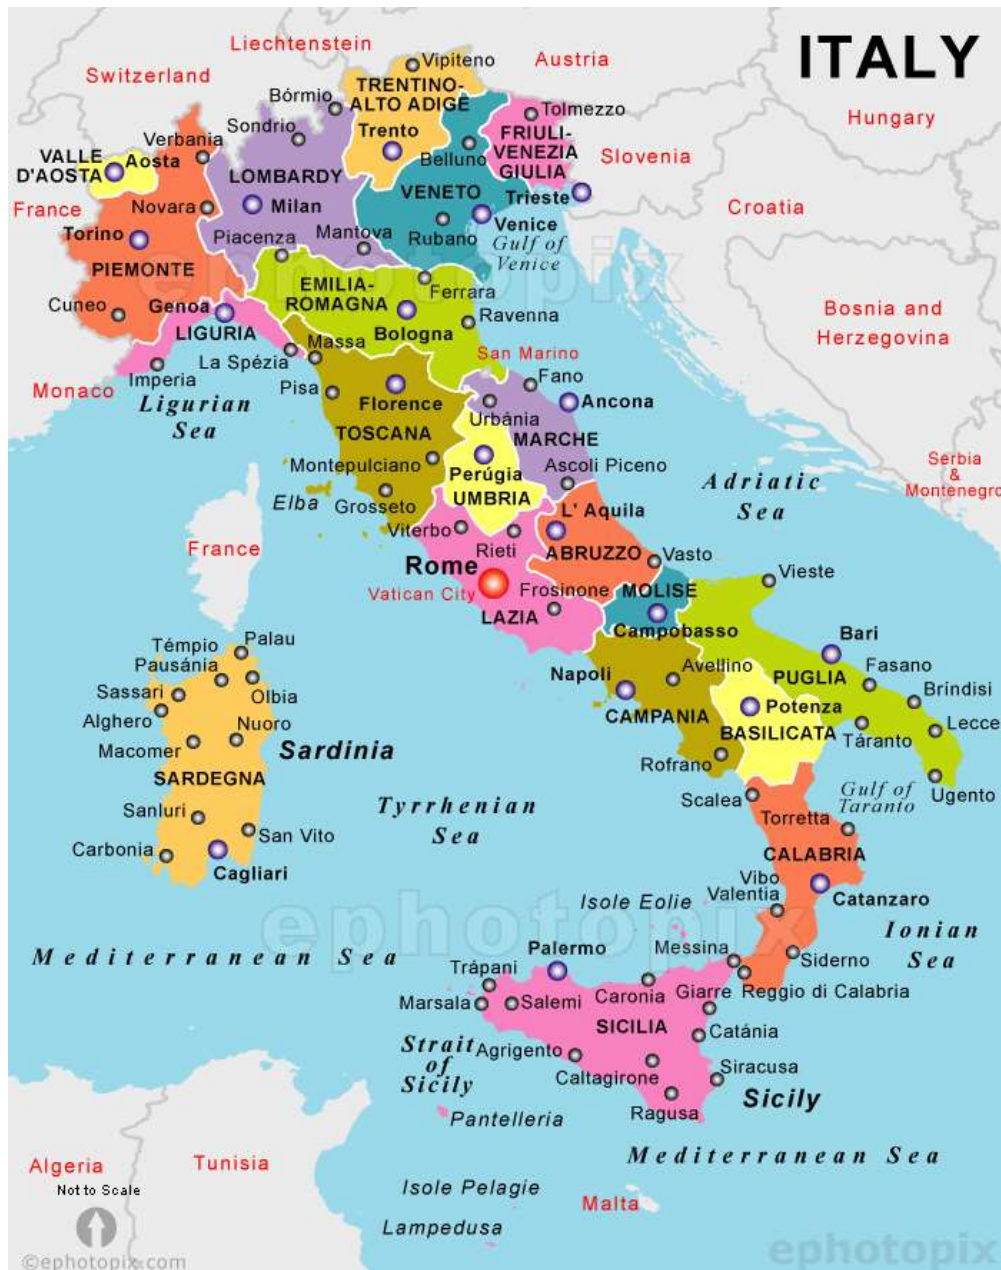 ITALY
Liechtenstein
Switzerland
Austria
Hungary
Slovenia
Croatia
Bosnia and
Herzegovina
Serbia
&
Montenegro
France
Monaco
San Marino
Vipiteno
TRENTINO-
ALTO ADIGE
Trento
Bórmio
Sondrio
Verbania
Tolmezzo
FRIULI-
VENEZIA
GIULIA
Trieste
Belluno
VENETO
Venice
Rubano
Gulf of
Venice
VALLE
D'AOSTA
Aosta
LOMBARDY
Milan
Novara
Torino
PIEMONTE
Cuneo
Piacenza
Mantova
EMILIA-
ROMAGNA
Bologna
Ferrara
Ravenna
Genoa
LIGURIA
La Spézia
Imperia
Ligurian
Sea
Massa
Pisa
Florence
TOSCANA
Montepulciano
Grosseto
Elba
Fano
Urbánia
Ancona
MARCHE
Ascoli Piceno
Perúgia
UMBRIA
Adriatic
Sea
France
Viterbo
Rieti
Rome
Vatican City
Frosinone
LAZIA
L' Aquila
ABRUZZO
Vasto
MOLISE
Campobasso
Vieste
Bari
PUGLIA
Fasano
Bríndisi
Lecce
Táranto
Ugento
Gulf of
Taranto
Napoli
Avellino
CAMPANIA
Rofrano
Potenza
BASILICATA
Témpio
Pausánia
Palau
Sassari
Olbia
Alghero
Nuoro
Macomer
SARDEGNA
Sardinia
Sanluri
San Vito
Carbonia
Cagliari
Tyrrhenian
Sea
Scalea
Torretta
CALABRIA
Vibo
Valentia
Catanzaro
Siderno
Reggio di Calabria
Ionian
Sea
Isole Eolie
ephotopix
ephotopix
Mediterranean Sea
Palermo
Messina
Trápani
Marsala
Salemi
Caronia
Giarre
SICILIA
Catánia
Agrigento
Caltagirone
Siracusa
Ragusa
Sicily
Strait
of
Sicily
Pantelleria
Mediterranean Sea
Algeria
Tunisia
Isole Pelagie
Malta
Lampedusa
Not to Scale
©ephotopix.com
ephotopix